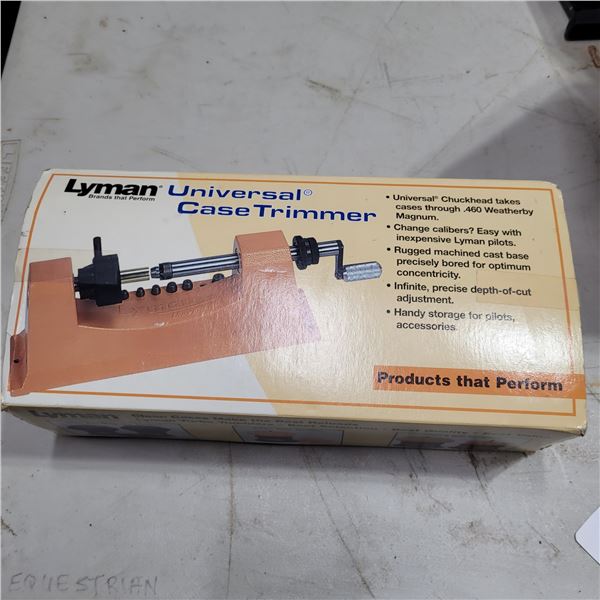 Lyman®
Brands that Perform
Universal®
Case Trimmer
• Universal® Chuckhead takes
cases through .460 Weatherby
Magnum.
• Change calibers? Easy with
inexpensive Lyman pilots.
• Rugged machined cast base
precisely bored for optimum
concentricity.
• Infinite, precise depth-of-cut
adjustment.
• Handy storage for pilots,
accessories.
Products that Perform
Lyman
EQUESTRIAN